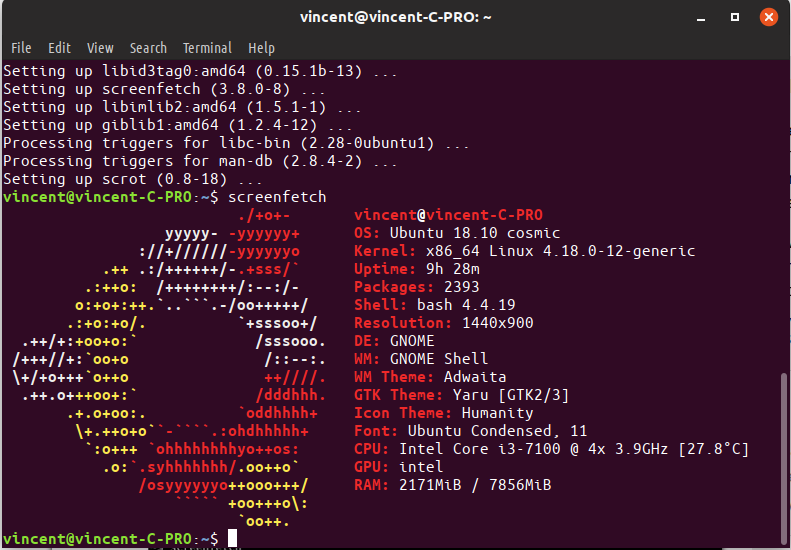 vincent@vincent-C-PRO: ~
File Edit View Search Terminal Help
Setting up libid3tag0:amd64 (0.15.1b-13) ...
Setting up screenfetch (3.8.0-8) ...
Setting up libimlib2:amd64 (1.5.1-1) ...
Setting up giblib1:amd64 (1.2.4-12) ...
Processing triggers for libc-bin (2.28-0ubuntu1) ...
Processing triggers for man-db (2.8.4-2) ...
Setting up scrot (0.8-18) ...
vincent@vincent-C-PRO:~$ screenfetch
                          ./+o+-       vincent@vincent-C-PRO
                  yyyyy- -yyyyyy+      OS: Ubuntu 18.10 cosmic
               ://+//////-yyyyyyo      Kernel: x86_64 Linux 4.18.0-12-generic
           .++ .:/++++++/-.+sss/`      Uptime: 9h 28m
         .:++o:  /++++++++/:--:/-      Packages: 2393
        o:+o+:++.`..```.-/oo+++++/     Shell: bash 4.4.19
       .:+o:+o/.          `+sssoo+/    Resolution: 1440x900
  .++/+:+oo+o:`             /sssooo.   DE: GNOME
 /+++//+:`oo+o               /::--:.   WM: GNOME Shell
 \+/+o+++`o++o               ++////.   WM Theme: Adwaita
  .++.o+++oo+:`             /dddhhh.   GTK Theme: Yaru [GTK2/3]
       .+.o+oo:.          `oddhhhh+    Icon Theme: Humanity
        \+.++o+o``-````.:ohdhhhhh+     Font: Ubuntu Condensed, 11
         `:o+++ `ohhhhhhhhyo++os:      CPU: Intel Core i3-7100 @ 4x 3.9GHz [27.8°C]
           .o:`.syhhhhhhh/.oo++o`      GPU: intel
               /osyyyyyyo++ooo+++/     RAM: 2171MiB / 7856MiB
                   ````` +oo+++o\:
                          `oo++.
vincent@vincent-C-PRO:~$